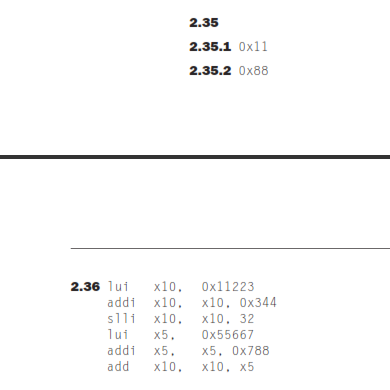 2.35
2.35.1 0x11
2.35.2 0x88
2.36 lui x10, 0x11223
addi x10, x10, 0x344
slli x10, x10, 32
lui x5, 0x55667
addi x5, x5, 0x788
add x10, x10, x5